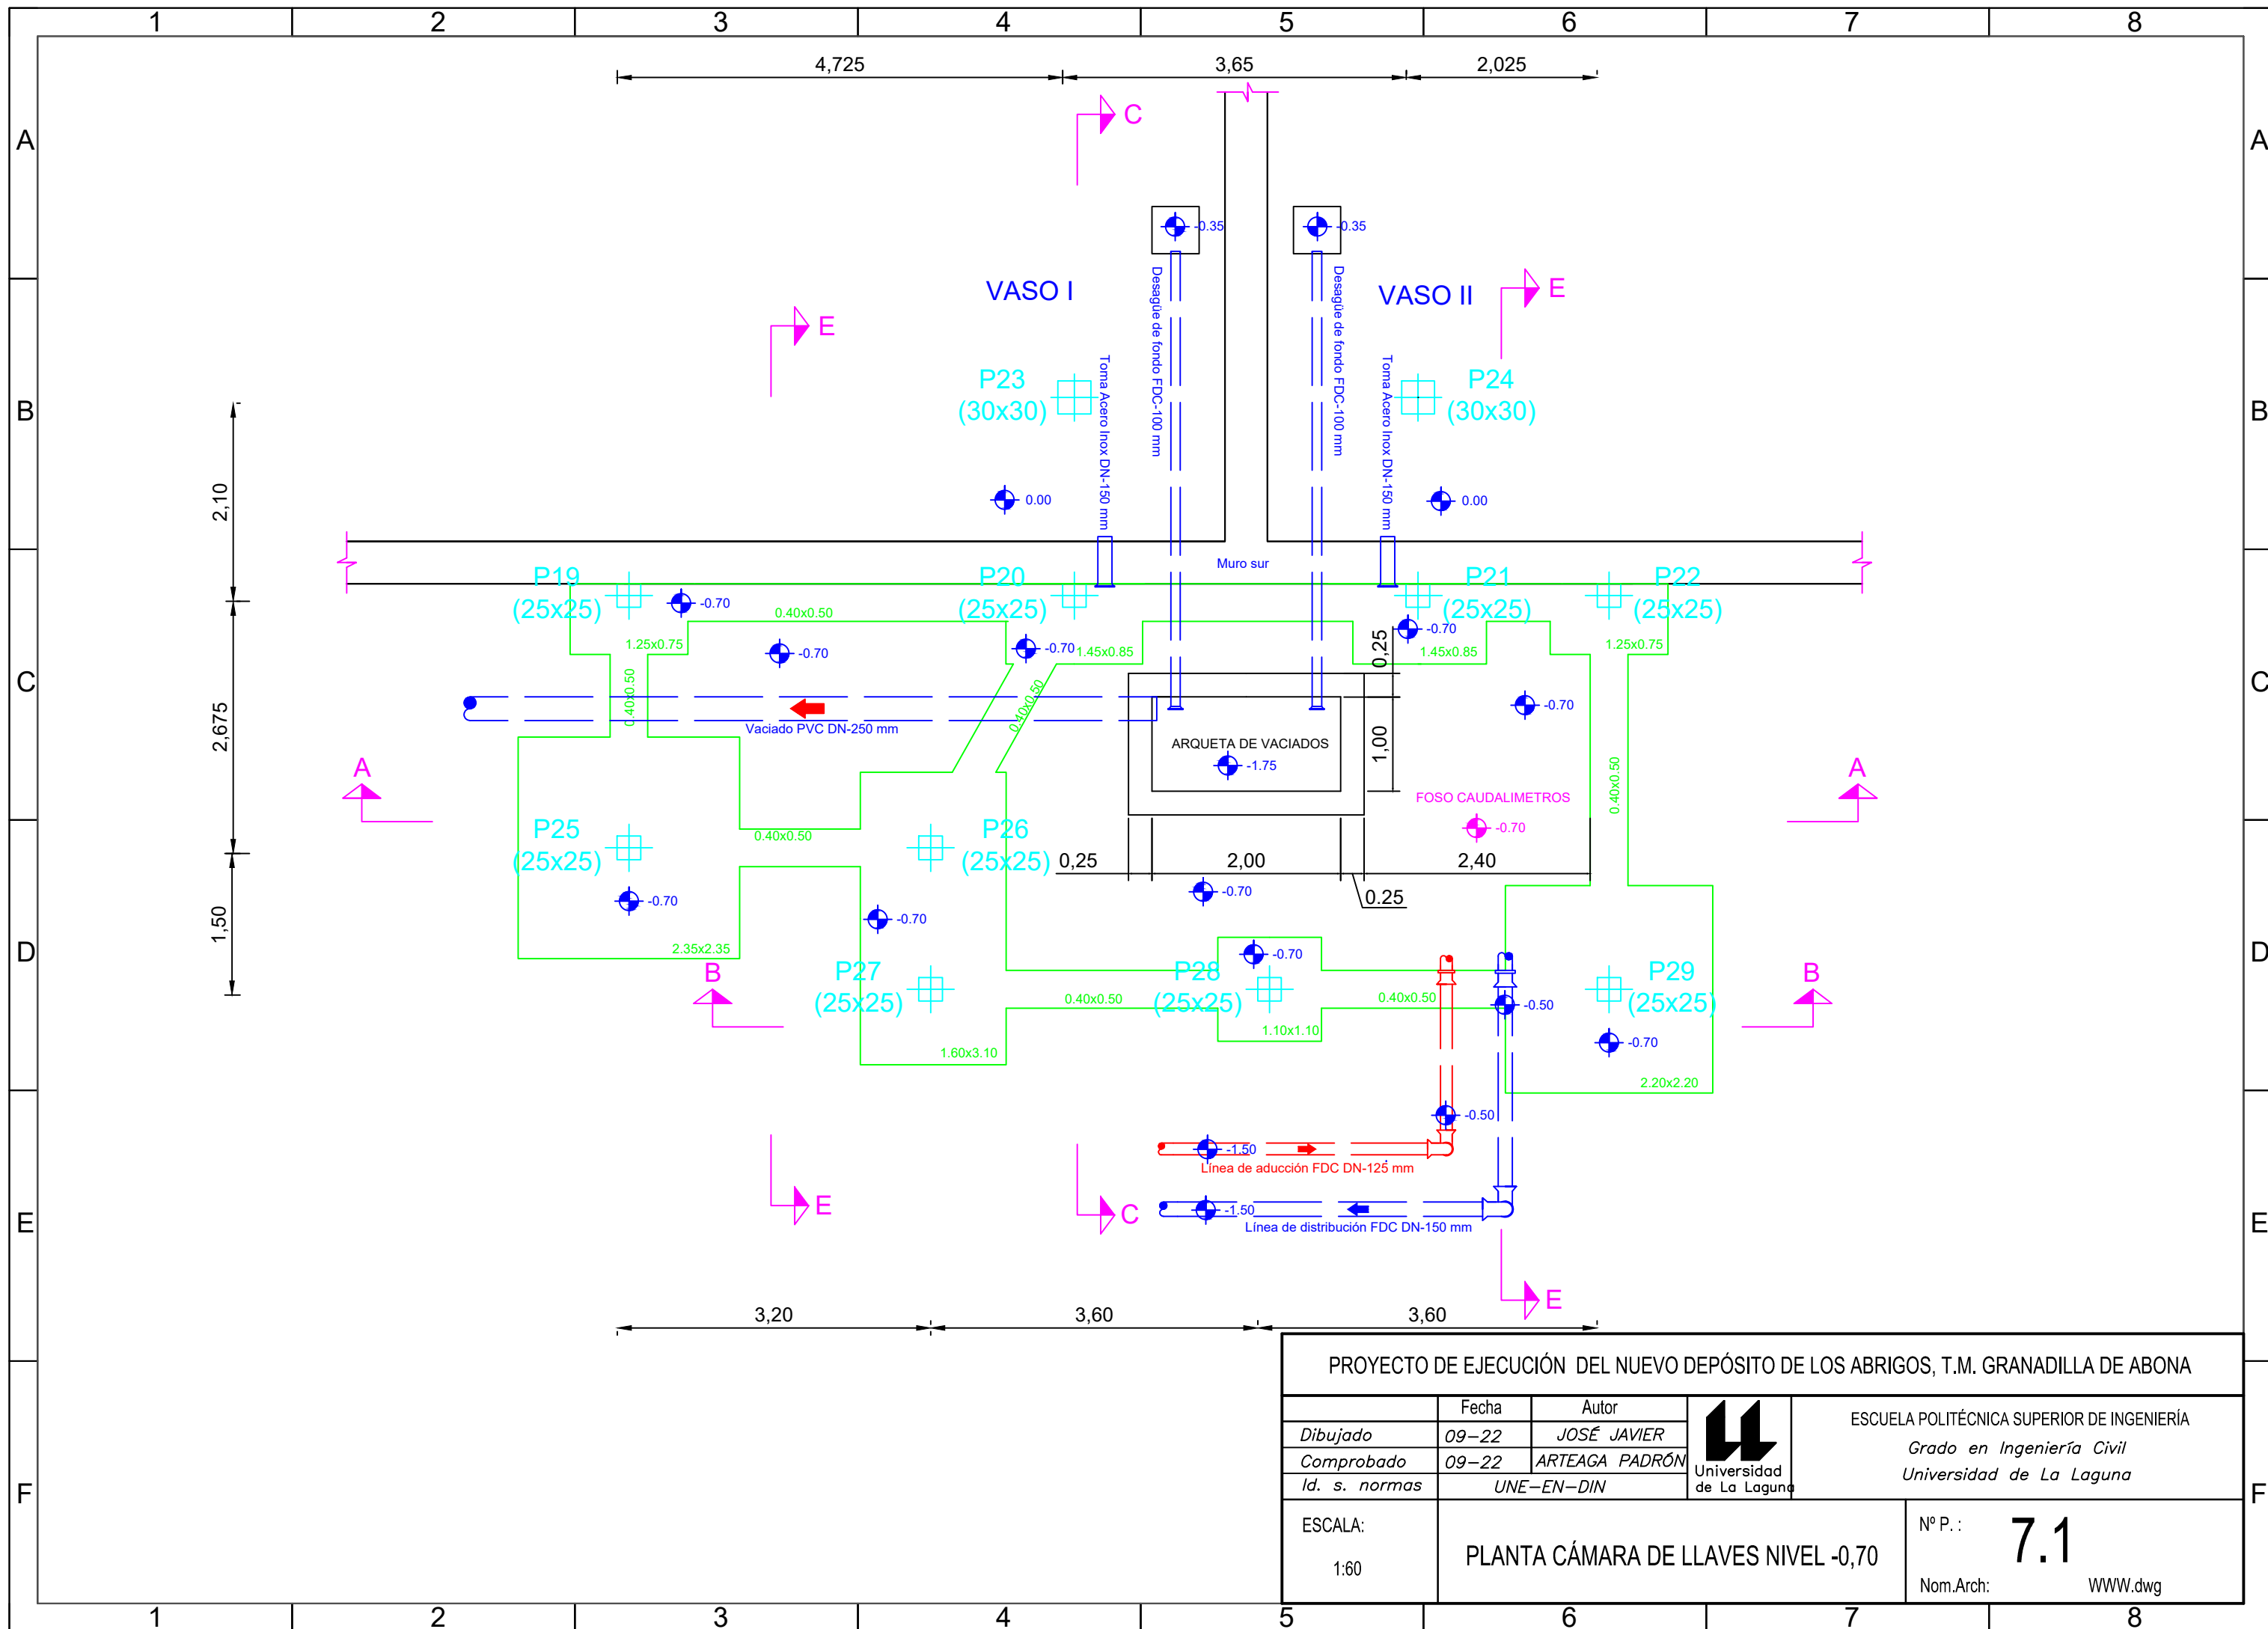 1 2 3 4 5 6 7 8
4,725 3,65 2,025
C
A A
-0.35 -0.35
VASO I VASO II
E E
Desagüe de fondo FDC-100 mm
Desagüe de fondo FDC-100 mm
Toma Acero Inox DN-150 mm
Toma Acero Inox DN-150 mm
P23
(30x30)
P24
(30x30)
B B
2,10
0.00 0.00
Muro sur
P19
(25x25)
P20
(25x25)
P21
(25x25)
P22
(25x25)
-0.70
0.40x0.50
-0.70
1.25x0.75
-0.70
-0.70
1.45x0.85
1.45x0.85
1.25x0.75
0,25
C C
0.40x0.50
0.40x0.50
-0.70
2,675
Vaciado PVC DN-250 mm
ARQUETA DE VACIADOS
1,00
-1.75
A A
0.40x0.50
FOSO CAUDALIMETROS
-0.70
P25
(25x25)
0.40x0.50
P26
(25x25)
0,25 2,00 2,40
0.25
-0.70
-0.70
-0.70
1,50
D D
2.35x2.35
-0.70
B B
P27
(25x25)
P28
(25x25)
P29
(25x25)
0.40x0.50
0.40x0.50
-0.50
1.10x1.10
-0.70
1.60x3.10
2.20x2.20
-0.50
-1.50
Línea de aducción FDC DN-125 mm
E C
-1.50
Línea de distribución FDC DN-150 mm
E E
E
3,20 3,60 3,60
PROYECTO DE EJECUCIÓN DEL NUEVO DEPÓSITO DE LOS ABRIGOS, T.M. GRANADILLA DE ABONA
Fecha Autor
Dibujado 09-22 JOSÉ JAVIER
Comprobado 09-22 ARTEAGA PADRÓN
Id. s. normas UNE-EN-DIN
Universidad
de La Laguna
ESCUELA POLITÉCNICA SUPERIOR DE INGENIERÍA
Grado en Ingeniería Civil
Universidad de La Laguna
F F
ESCALA:
1:60
PLANTA CÁMARA DE LLAVES NIVEL -0,70
Nº P. : 7.1
Nom.Arch: WWW.dwg
1 2 3 4 5 6 7 8